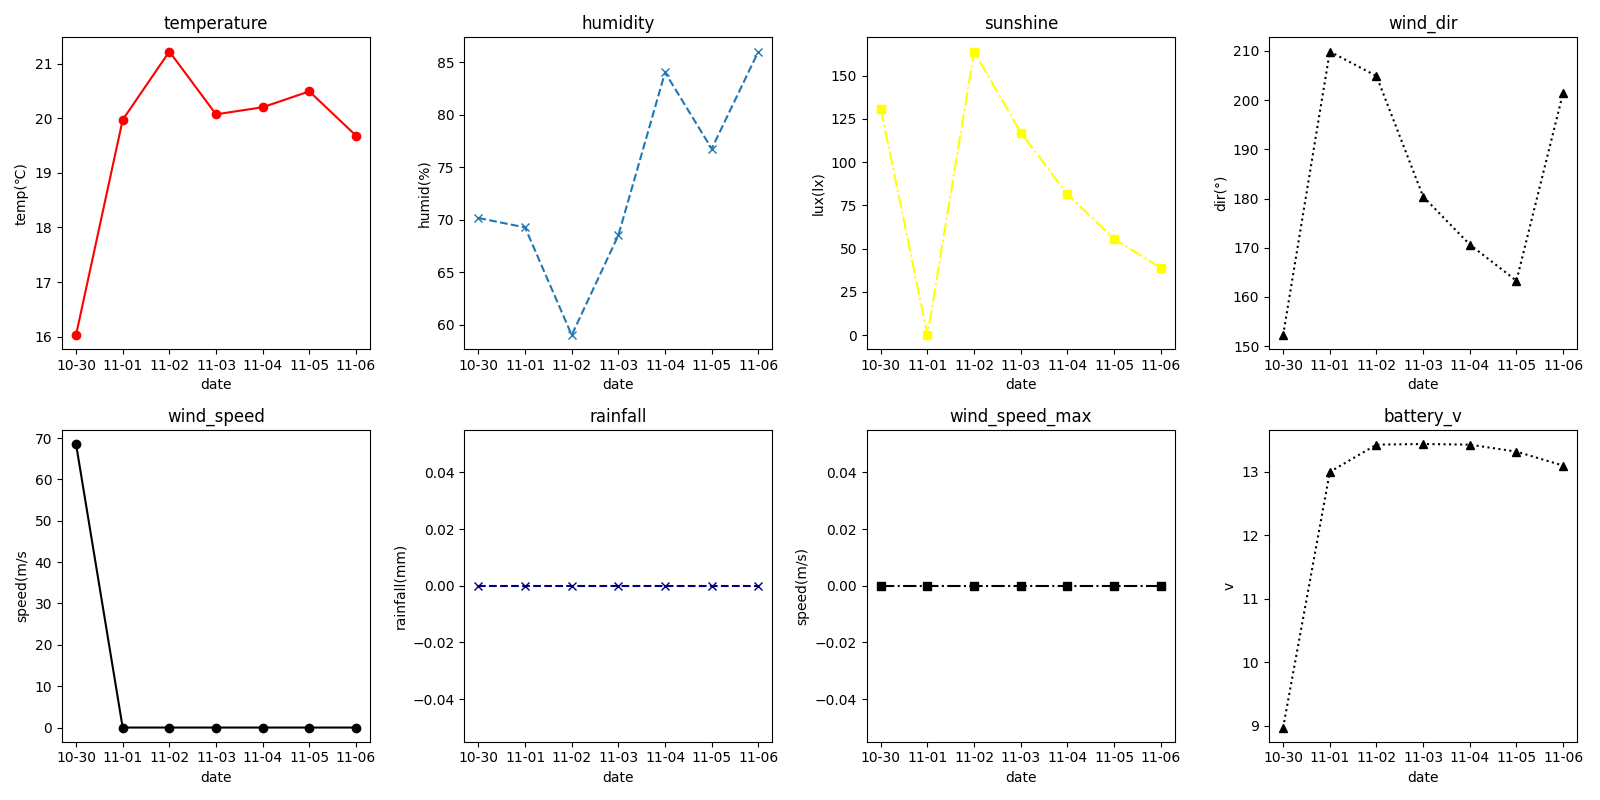 temperature
temp(℃)
21
20
19
18
17
16
10-30 11-01 11-02 11-03 11-04 11-05 11-06
date
humidity
humid(%)
85
80
75
70
65
60
10-30 11-01 11-02 11-03 11-04 11-05 11-06
date
sunshine
lux(lx)
150
125
100
75
50
25
0
10-30 11-01 11-02 11-03 11-04 11-05 11-06
date
wind_dir
dir(°)
210
200
190
180
170
160
150
10-30 11-01 11-02 11-03 11-04 11-05 11-06
date
wind_speed
speed(m/s
70
60
50
40
30
20
10
0
10-30 11-01 11-02 11-03 11-04 11-05 11-06
date
rainfall
rainfall(mm)
0.04
0.02
0.00
−0.02
−0.04
10-30 11-01 11-02 11-03 11-04 11-05 11-06
date
wind_speed_max
speed(m/s)
0.04
0.02
0.00
−0.02
−0.04
10-30 11-01 11-02 11-03 11-04 11-05 11-06
date
battery_v
v
13
12
11
10
9
10-30 11-01 11-02 11-03 11-04 11-05 11-06
date